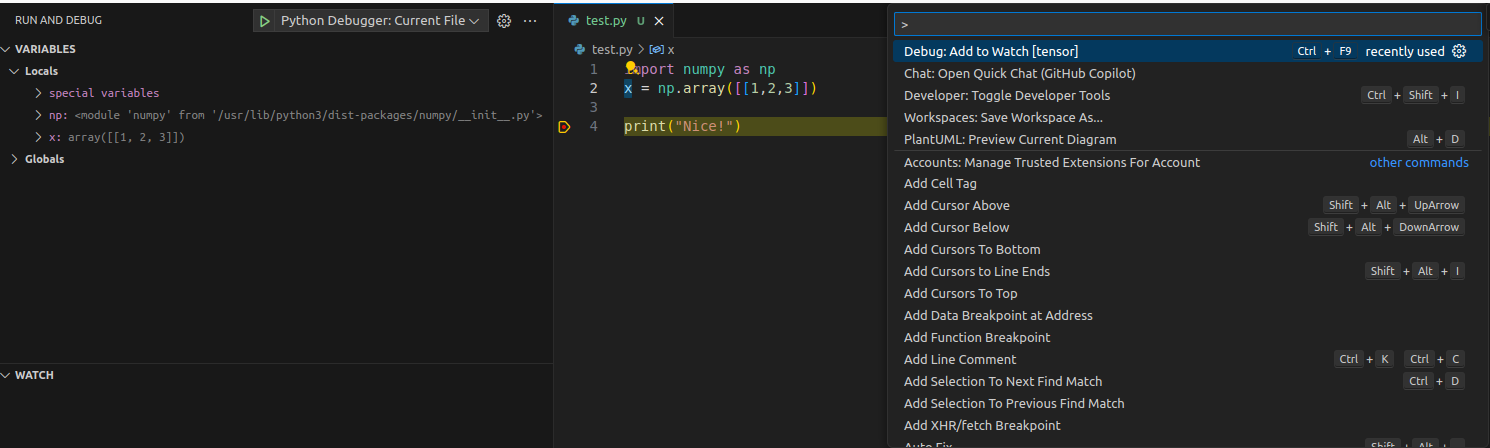 RUN AND DEBUG
Python Debugger: Current File
VARIABLES
Locals
special variables
np: <module 'numpy' from '/usr/lib/python3/dist-packages/numpy/__init__.py'>
x: array([[1, 2, 3]])
Globals
WATCH
test.py U
test.py > x
1 import numpy as np
2 x = np.array([[1,2,3]])
3
4 print("Nice!")
>
Debug: Add to Watch [tensor] Ctrl + F9 recently used
Chat: Open Quick Chat (GitHub Copilot)
Developer: Toggle Developer Tools Ctrl + Shift + I
Workspaces: Save Workspace As...
PlantUML: Preview Current Diagram Alt + D
Accounts: Manage Trusted Extensions For Account other commands
Add Cell Tag
Add Cursor Above Shift + Alt + UpArrow
Add Cursor Below Shift + Alt + DownArrow
Add Cursors To Bottom
Add Cursors to Line Ends Shift + Alt + I
Add Cursors To Top
Add Data Breakpoint at Address
Add Function Breakpoint
Add Line Comment Ctrl + K Ctrl + C
Add Selection To Next Find Match Ctrl + D
Add Selection To Previous Find Match
Add XHR/fetch Breakpoint
Auto Fix... Shift + Alt +